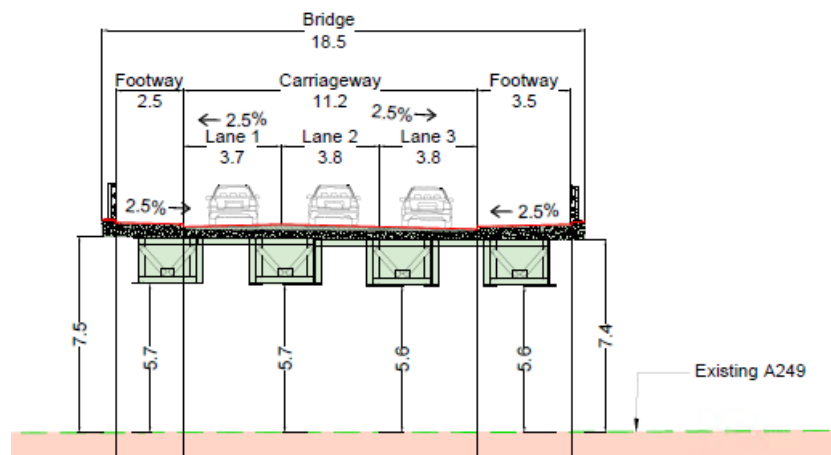 Bridge
18.5
Footway Carriageway Footway
2.5 11.2 3.5
← 2.5% 2.5% →
Lane 1 Lane 2 Lane 3
3.7 3.8 3.8
2.5% → ← 2.5%
7.5 5.7 5.7 5.6 5.6 7.4
Existing A249